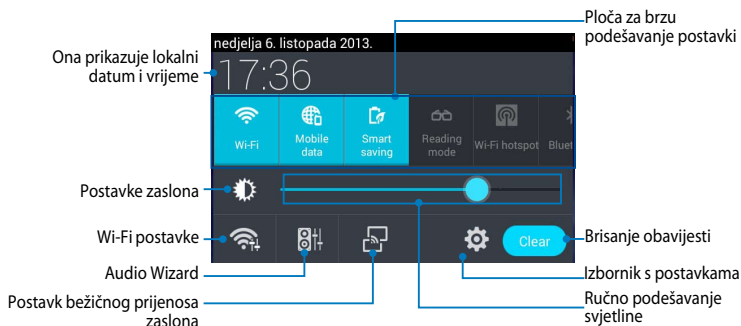 Ploča za brzu
podešavanje postavki
Ona prikazuje lokalni
datum i vrijeme
nedjelja 6. listopada 2013.
17:36
Wi-Fi
Mobile
data
Smart
saving
Reading
mode
Wi-Fi hotspot
Bluet
Postavke zaslona
Wi-Fi postavke
Audio Wizard
Postavk bežičnog prijenosa
zaslona
Clear
Brisanje obavijesti
Izbornik s postavkama
Ručno podešavanje
svjetline